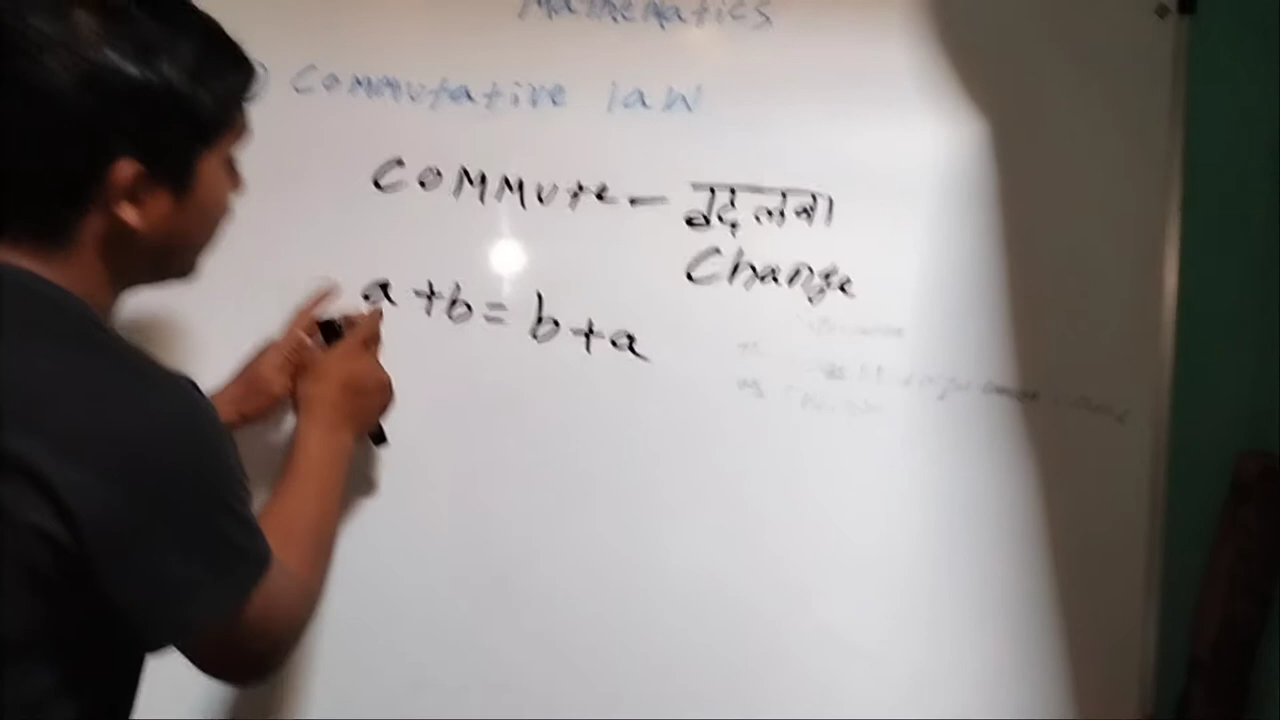 Mathematics
Commutative law
Commute - बदलना
Change
a + b = b + a